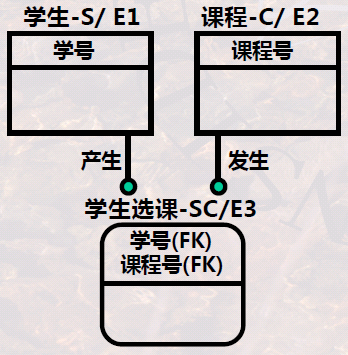 学生-S/ E1
课程-C/ E2
学号
课程号
产生
发生
学生选课-SC/E3
学号(FK)
课程号(FK)